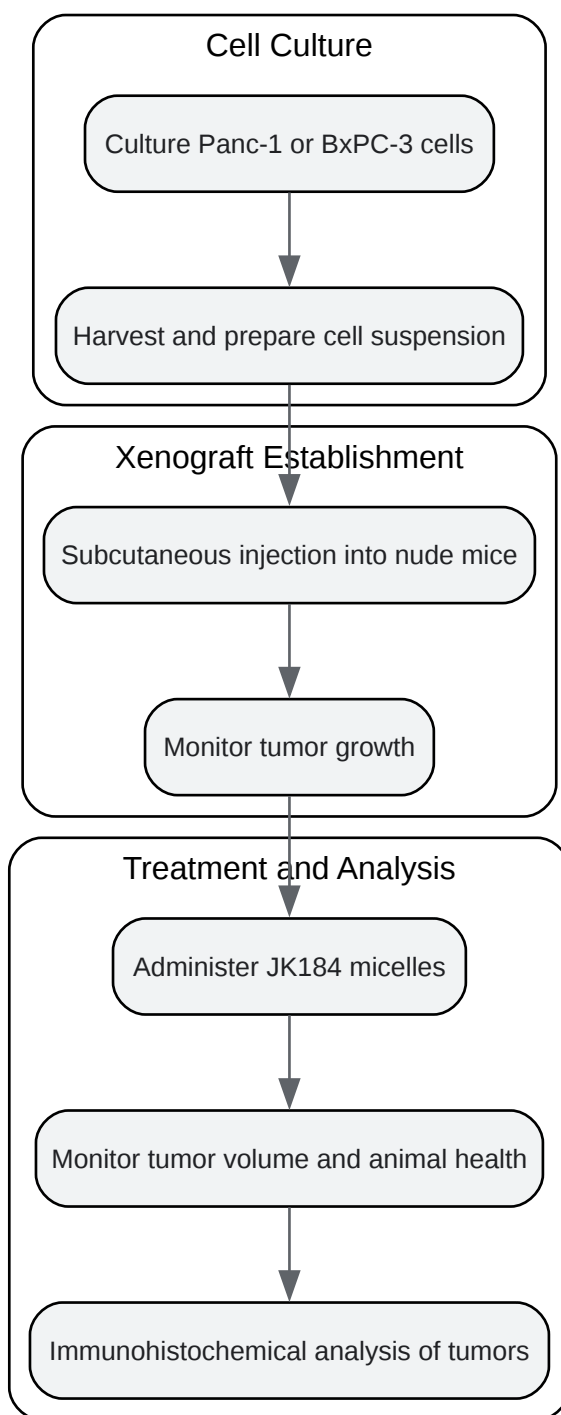 Cell Culture
Culture Panc-1 or BxPC-3 cells
Harvest and prepare cell suspension
Xenograft Establishment
Subcutaneous injection into nude mice
Monitor tumor growth
Treatment and Analysis
Administer JK184 micelles
Monitor tumor volume and animal health
Immunohistochemical analysis of tumors